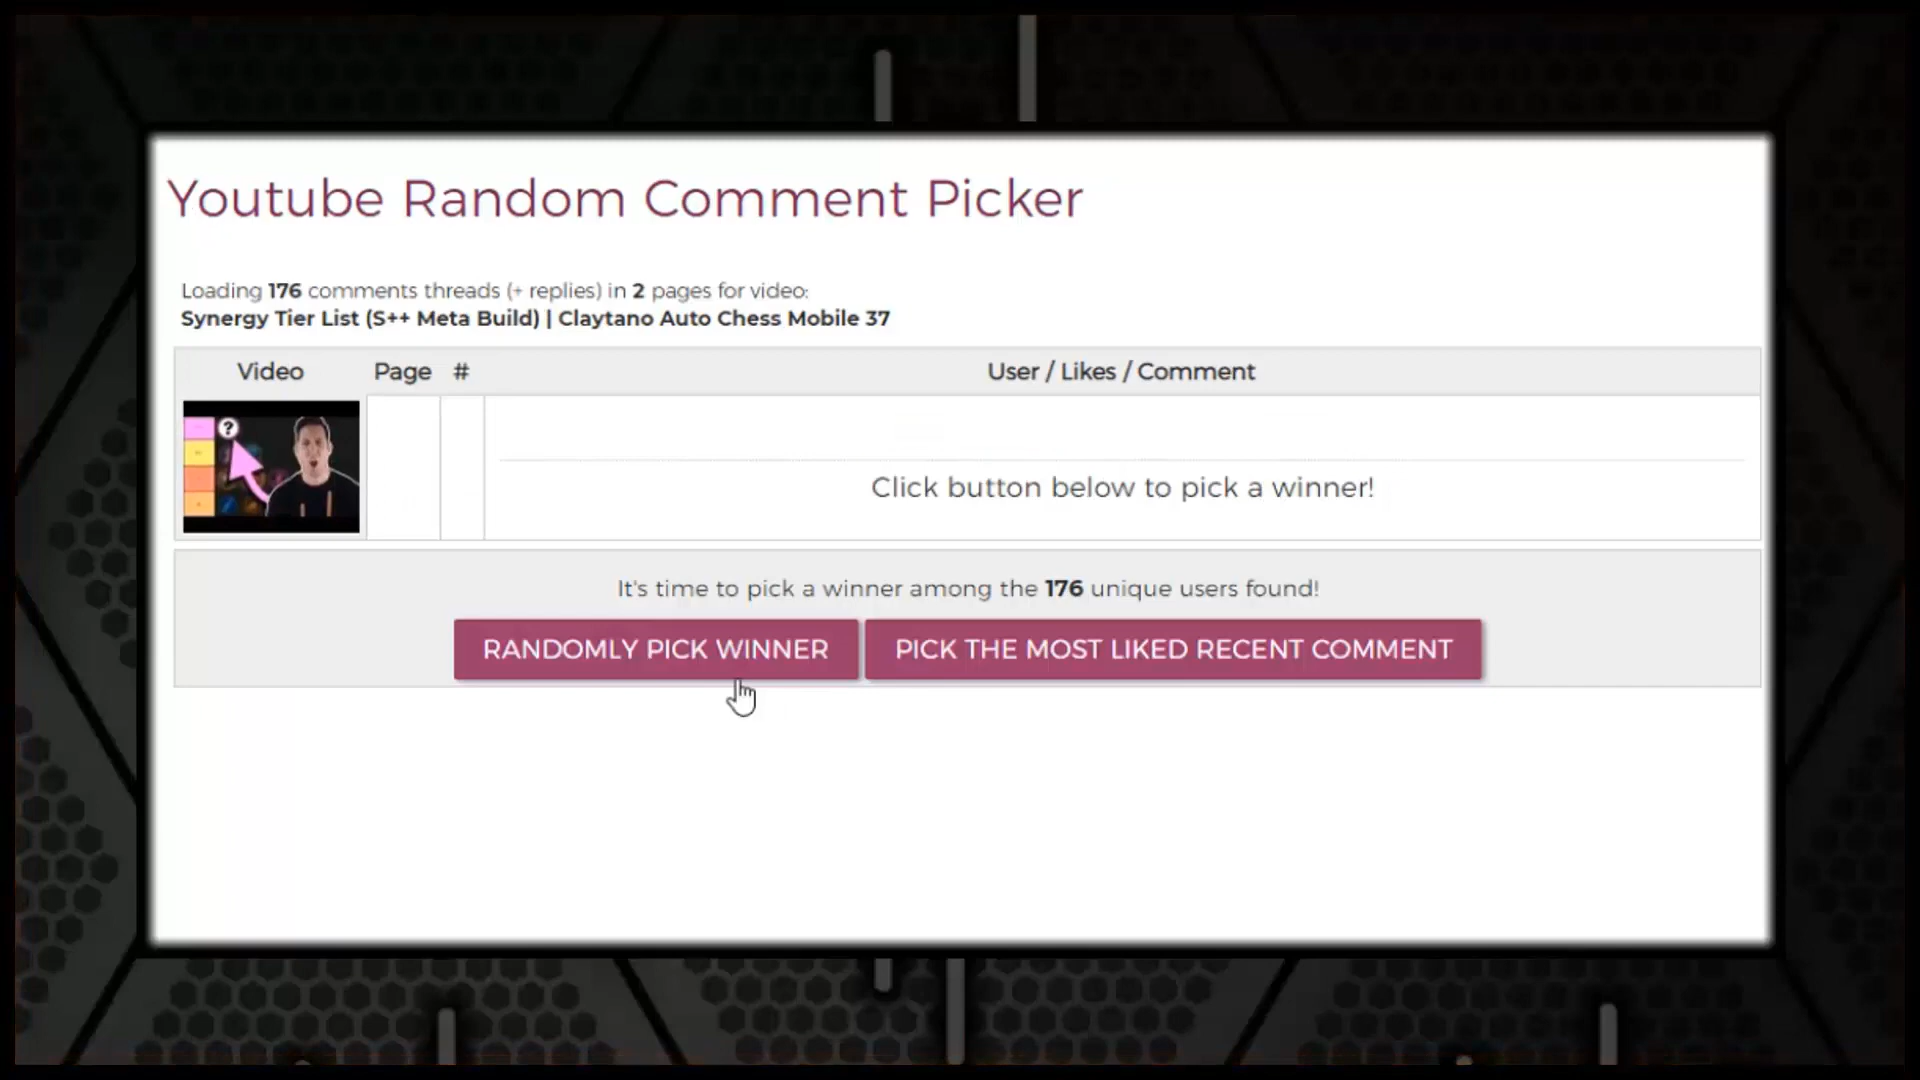 Youtube Random Comment Picker
Loading 176 comments threads (+ replies) in 2 pages for video:
Synergy Tier List (S++ Meta Build) | Claytano Auto Chess Mobile 37
Video Page # User / Likes / Comment
?
Click button below to pick a winner!
It's time to pick a winner among the 176 unique users found!
RANDOMLY PICK WINNER PICK THE MOST LIKED RECENT COMMENT